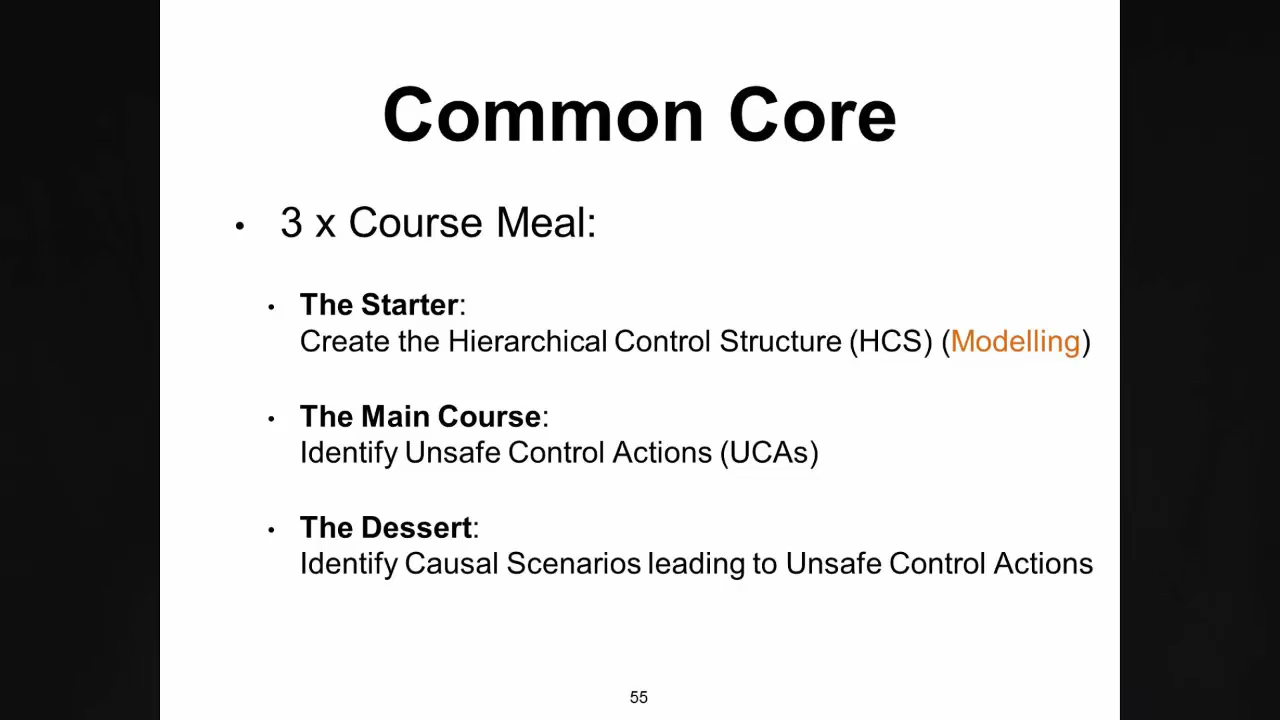 Common Core
• 3 x Course Meal:
• The Starter:
Create the Hierarchical Control Structure (HCS) (Modelling)
• The Main Course:
Identify Unsafe Control Actions (UCAs)
• The Dessert:
Identify Causal Scenarios leading to Unsafe Control Actions
55